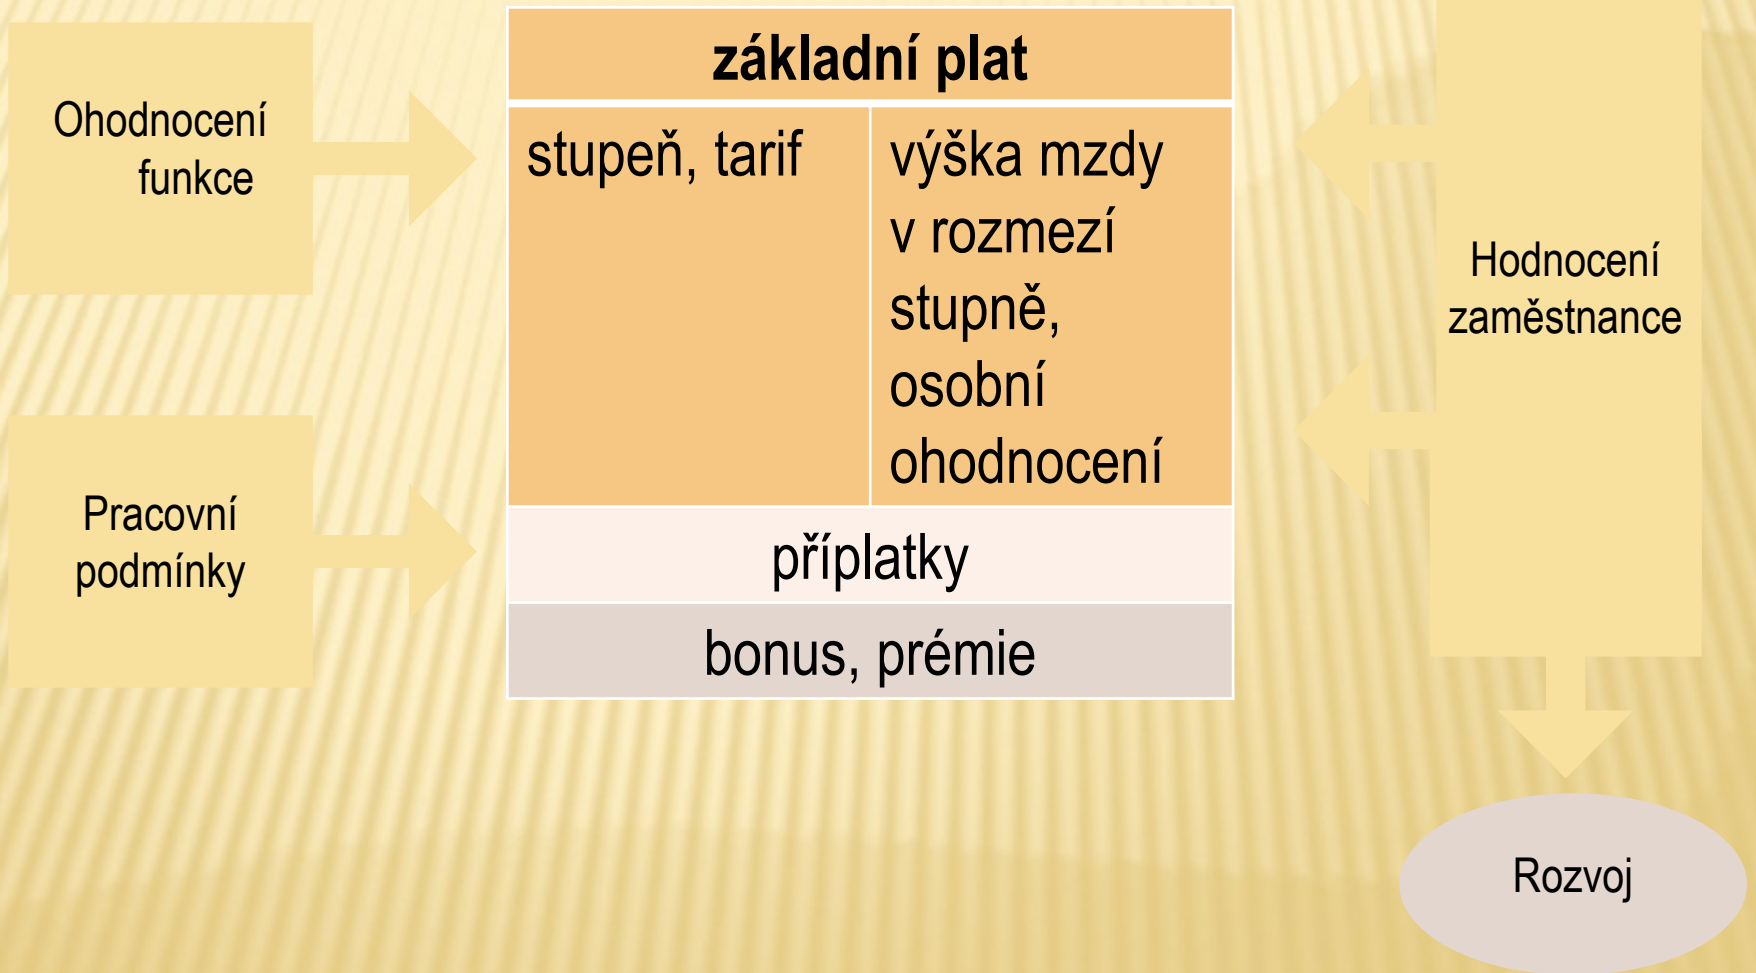 Ohodnocení
funkce
Pracovní
podmínky
základní plat
stupeň, tarif
výška mzdy
v rozmezí
stupně,
osobní
ohodnocení
příplatky
bonus, prémie
Hodnocení
zaměstnance
Rozvoj